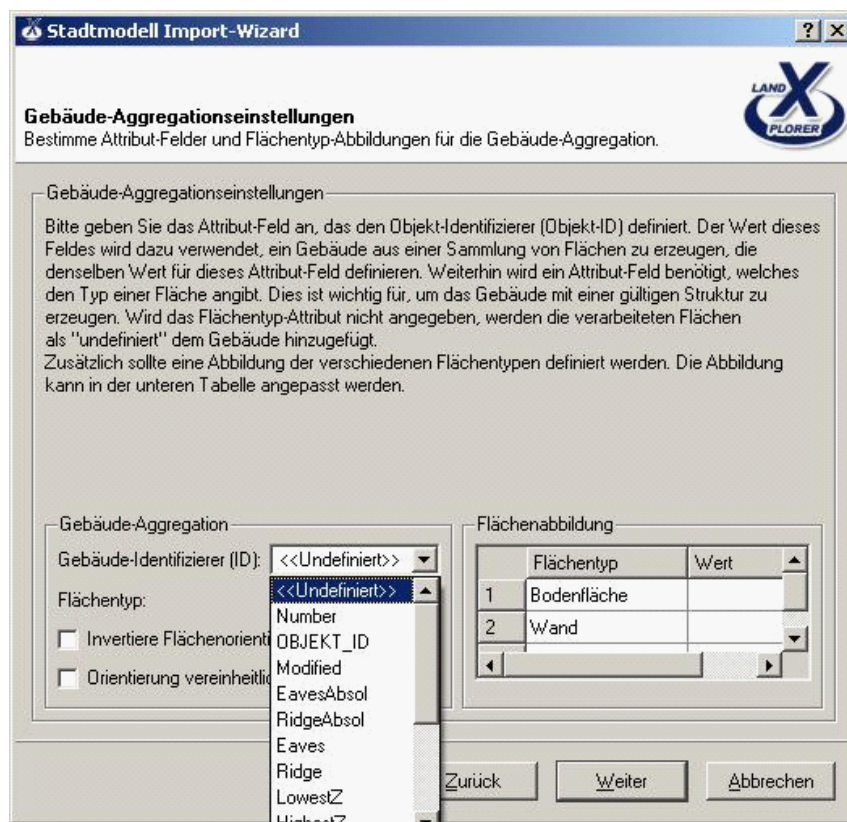 Stadtmodell Import-Wizard
LAND
X
PLORER
Gebäude-Aggregationseinstellungen
Bestimme Attribut-Felder und Flächentyp-Abbildungen für die Gebäude-Aggregation.
Gebäude-Aggregationseinstellungen
Bitte geben Sie das Attribut-Feld an, das den Objekt-Identifizierer (Objekt-ID) definiert. Der Wert dieses
Feldes wird dazu verwendet, ein Gebäude aus einer Sammlung von Flächen zu erzeugen, die
denselben Wert für dieses Attribut-Feld definieren. Weiterhin wird ein Attribut-Feld benötigt, welches
den Typ einer Fläche angibt. Dies ist wichtig für, um das Gebäude mit einer gültigen Struktur zu
erzeugen. Wird das Flächentyp-Attribut nicht angegeben, werden die verarbeiteten Flächen
als "undefiniert" dem Gebäude hinzugefügt.
Zusätzlich sollte eine Abbildung der verschiedenen Flächentypen definiert werden. Die Abbildung
kann in der unteren Tabelle angepasst werden.
Gebäude-Aggregation
Gebäude-Identifizierer (ID): <<Undefiniert>>
Flächentyp:
Invertiere Flächenorienti
Orientierung vereinheitlic
<<Undefiniert>>
Number
OBJEKT_ID
Modified
EavesAbsol
RidgeAbsol
Eaves
Ridge
LowestZ
HighestZ
Flächenabbildung
Flächentyp Wert
1 Bodenfläche
2 Wand
Zurück
Weiter
Abbrechen